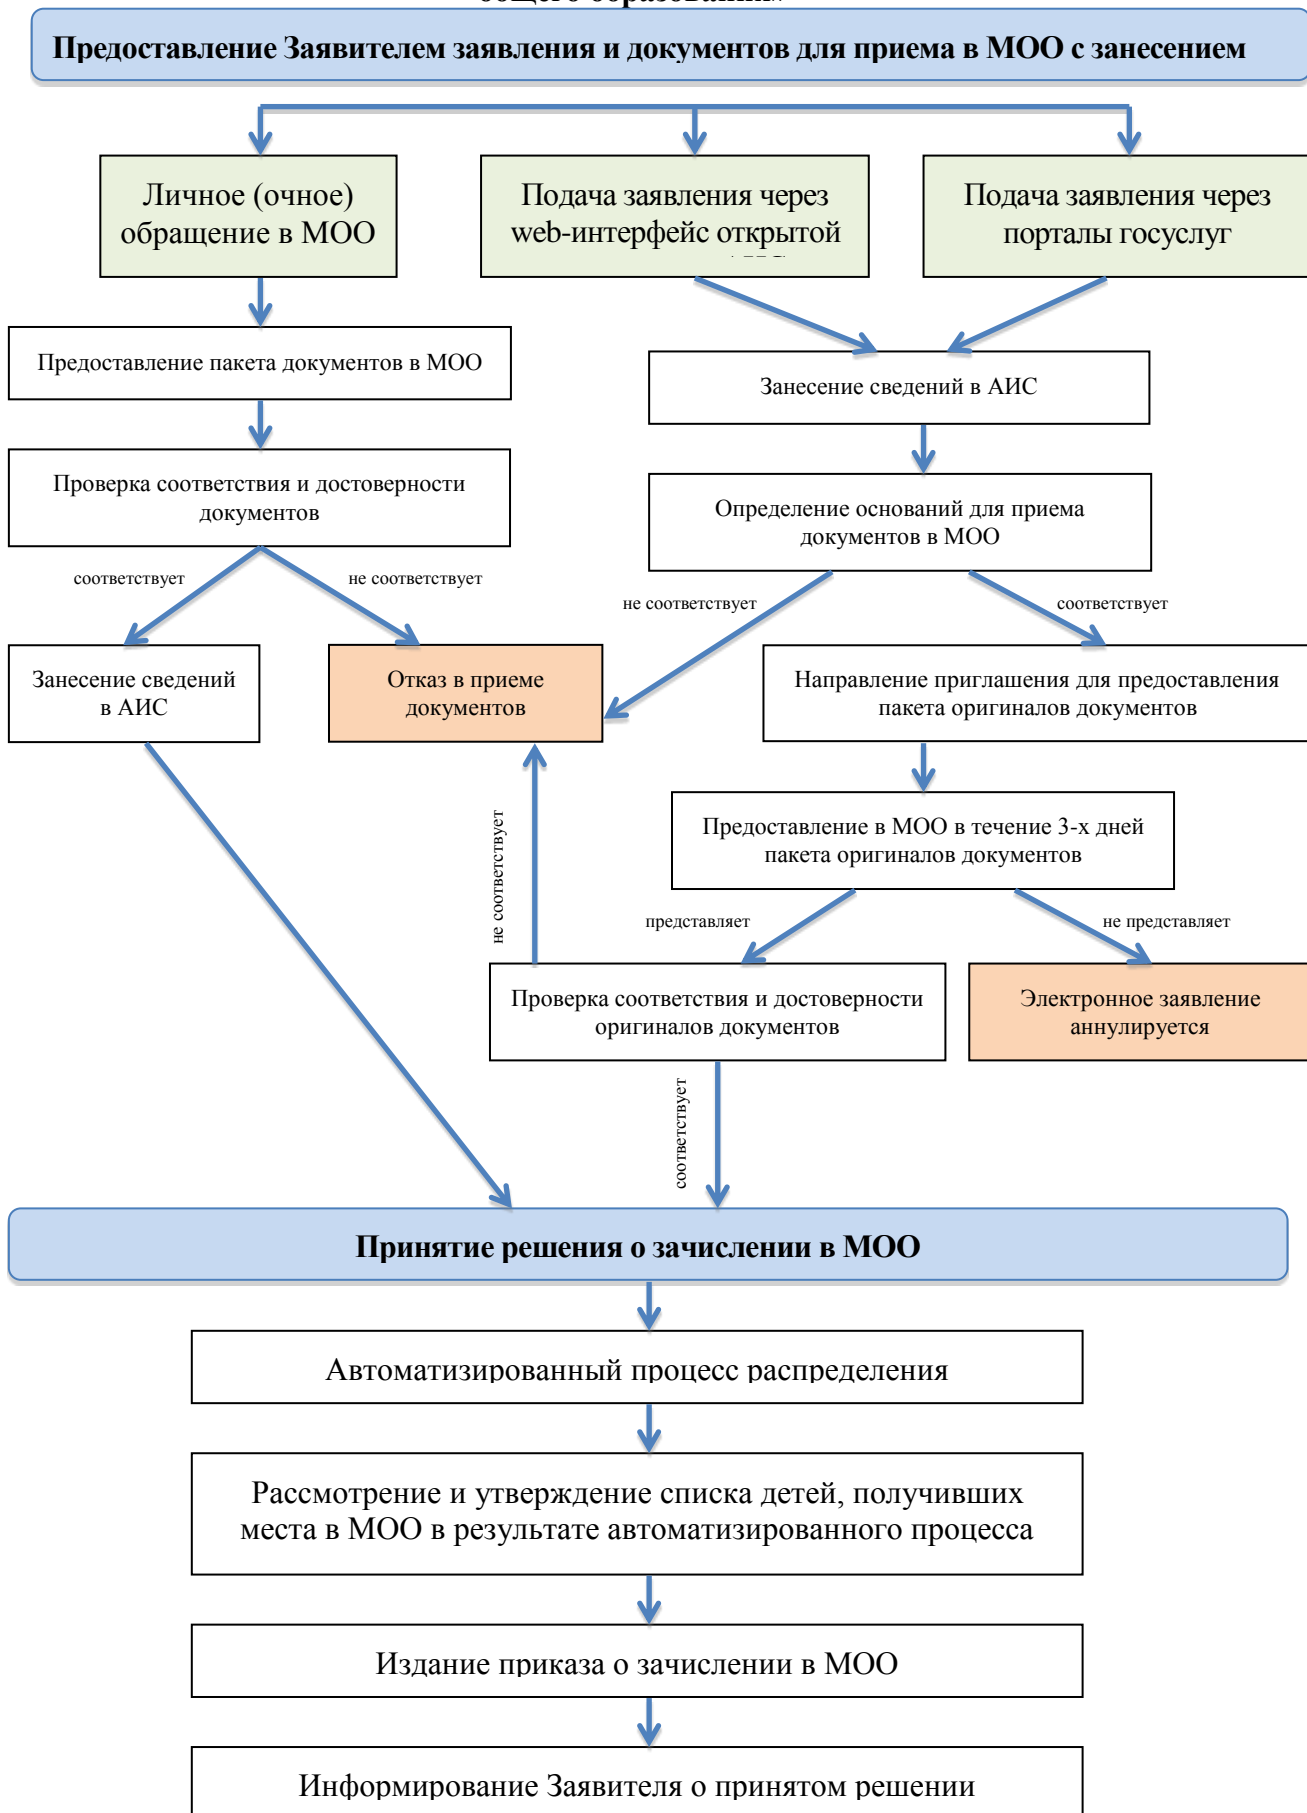 общего образования»
Предоставление Заявителем заявления и документов для приема в МОО с занесением
Личное (очное)
обращение в МОО
Подача заявления через
web-интерфейс открытой
Подача заявления через
порталы госуслуг
Предоставление пакета документов в МОО
Занесение сведений в АИС
Проверка соответствия и достоверности
документов
Определение оснований для приема
документов в МОО
соответствует
не соответствует
не соответствует
соответствует
Занесение сведений
в АИС
Отказ в приеме
документов
Направление приглашения для предоставления
пакета оригиналов документов
не соответствует
Предоставление в МОО в течение 3-х дней
пакета оригиналов документов
представляет
не представляет
Проверка соответствия и достоверности
оригиналов документов
Электронное заявление
аннулируется
соответствует
Принятие решения о зачислении в МОО
Автоматизированный процесс распределения
Рассмотрение и утверждение списка детей, получивших
места в МОО в результате автоматизированного процесса
Издание приказа о зачислении в МОО
Информирование Заявителя о принятом решении